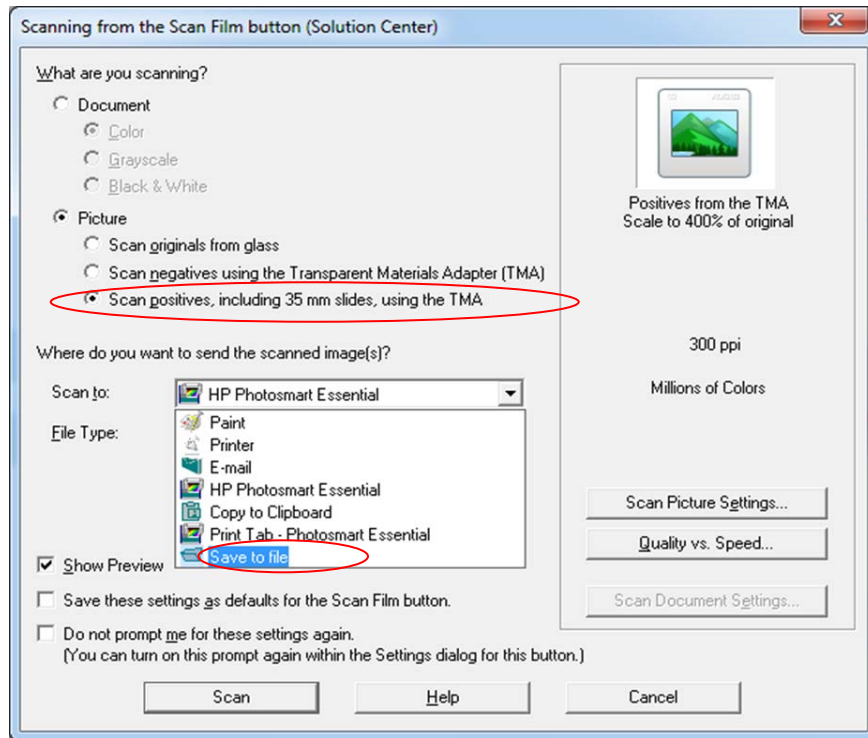 Scanning from the Scan Film button (Solution Center)
What are you scanning?
Document
Color
Grayscale
Black & White
Picture
Scan originals from glass
Scan negatives using the Transparent Materials Adapter (TMA)
Scan positives, including 35 mm slides, using the TMA
Where do you want to send the scanned image(s)?
Scan to:
HP Photosmart Essential
File Type:
Paint
Printer
E-mail
HP Photosmart Essential
Copy to Clipboard
Print Tab - Photosmart Essential
Save to file
Show Preview
Save these settings as defaults for the Scan Film button.
Do not prompt me for these settings again.
(You can turn on this prompt again within the Settings dialog for this button.)
Positives from the TMA
Scale to 400% of original
300 ppi
Millions of Colors
Scan Picture Settings...
Quality vs. Speed...
Scan Document Settings...
Scan
Help
Cancel